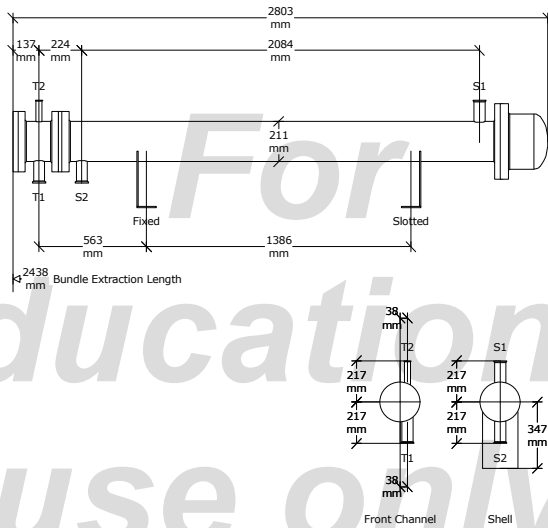 2803
mm
137
mm
224
mm
2084
mm
T2
S1
211
mm
T1
S2
Fixed
Slotted
563
mm
1386
mm
2438
mm
Bundle Extraction Length
38
mm
T2
S1
217
mm
217
mm
217
mm
217
mm
347
mm
T1
S2
38
mm
Front Channel
Shell
For
ducation
use only